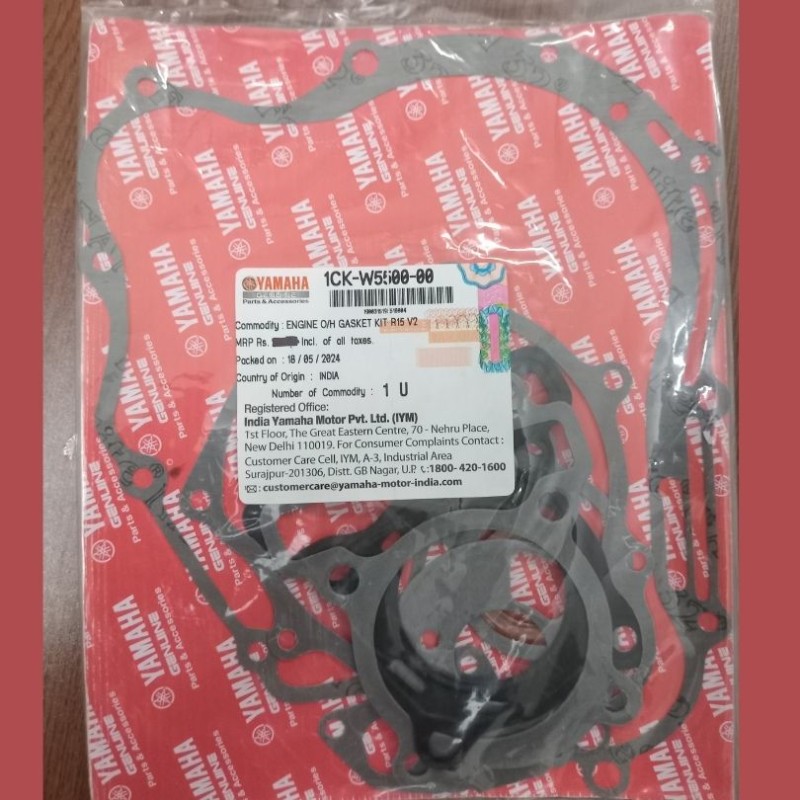 YAMAHA
GENUINE
Parts & Accessories
1CK-W5500-00
Commodity : ENGINE O/H GASKET KIT R15 V2
MRP Rs. Incl. of all taxes.
Packed on : 18 / 05 / 2024
Country of Origin : INDIA
Number of Commodity : 1 U
Registered Office:
India Yamaha Motor Pvt. Ltd. (IYM)
1st Floor, The Great Eastern Centre, 70 - Nehru Place,
New Delhi 110019. For Consumer Complaints Contact :
Customer Care Cell, IYM, A-3, Industrial Area
Surajpur-201306, Distt. GB Nagar, U.P. 1800- 420-1600
: customercare@yamaha-motor-india.com
YAMAHA
GENUINE
Parts & Accessories